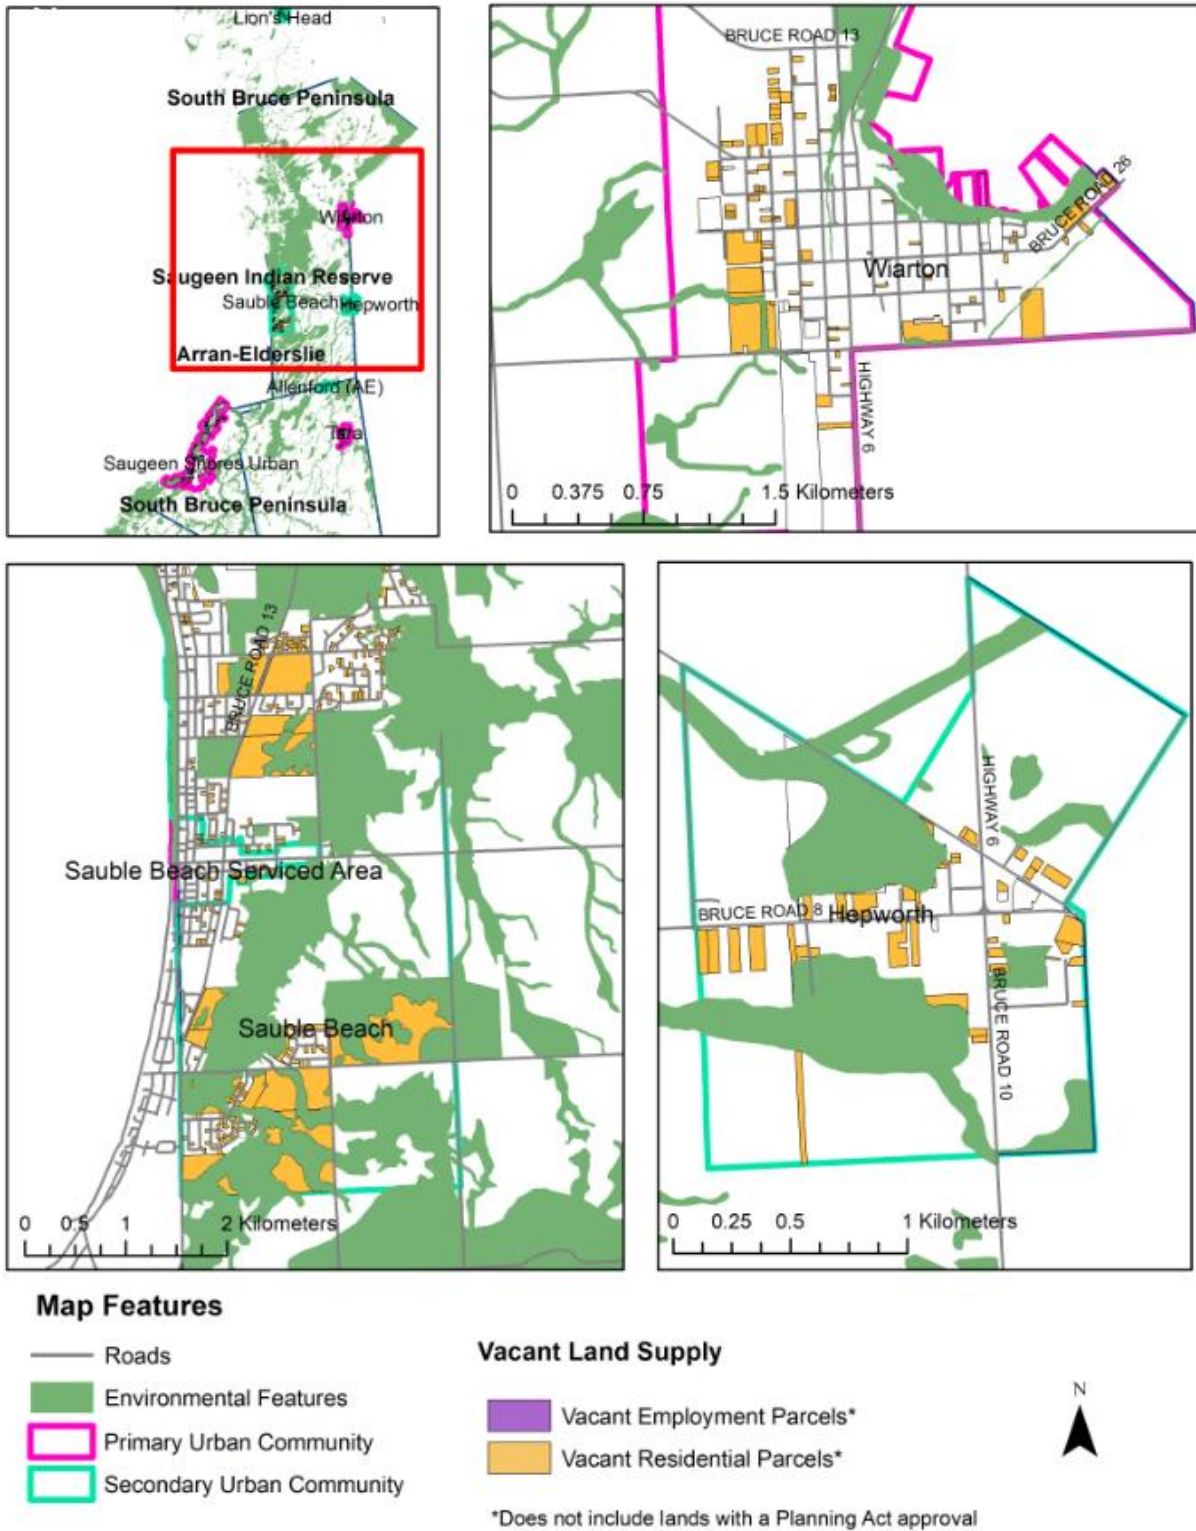 Lion's Head
South Bruce Peninsula
Wiarton
Saugeen Indian Reserve
Sauble Beach
Hepworth
Arran-Elderslie
Allenford (AE)
Tara
Saugeen Shores Urban
South Bruce Peninsula
BRUCE ROAD 13
BRUCE ROAD 26
Wiarton
HIGHWAY 6
0 0.375 0.75 1.5 Kilometers
BRUCE ROAD 13
Sauble Beach Serviced Area
Sauble Beach
0 0.5 1 2 Kilometers
HIGHWAY 6
BRUCE ROAD 8
Hepworth
BRUCE ROAD 10
0 0.25 0.5 1 Kilometers
Map Features
Roads
Environmental Features
Primary Urban Community
Secondary Urban Community
Vacant Land Supply
Vacant Employment Parcels*
Vacant Residential Parcels*
*Does not include lands with a Planning Act approval
N